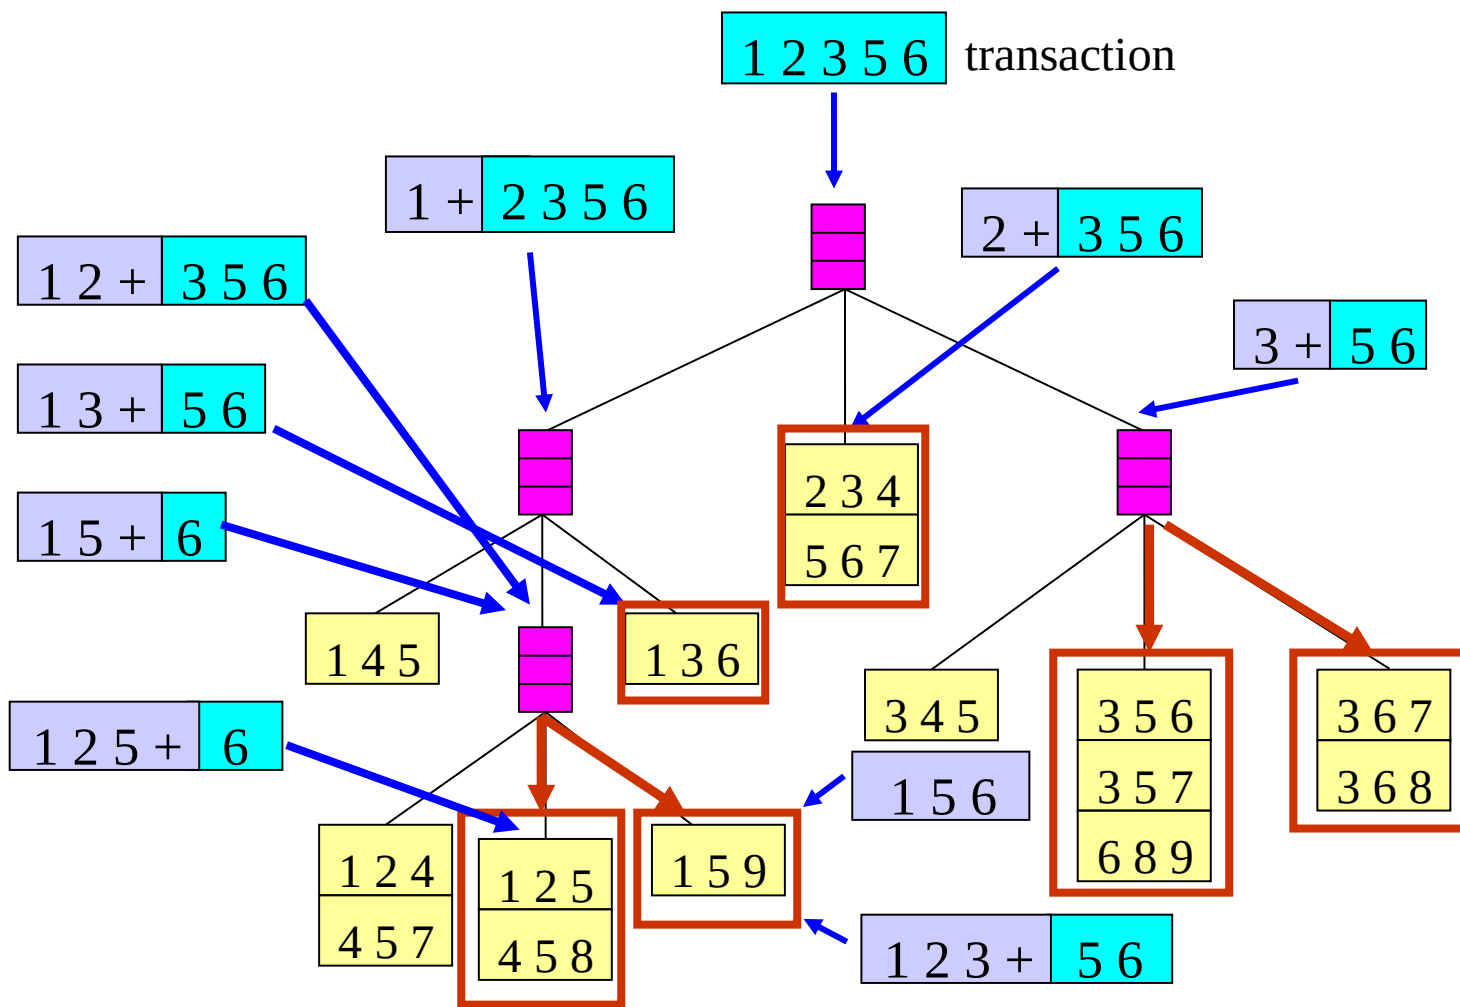 1 2 3 5 6 transaction
1 + 2 3 5 6
2 + 3 5 6
1 2 + 3 5 6
3 + 5 6
1 3 + 5 6
1 5 + 6
2 3 4
5 6 7
1 4 5
1 3 6
3 4 5
3 5 6
3 5 7
6 8 9
3 6 7
3 6 8
1 2 5 + 6
1 5 6
1 2 4
4 5 7
1 2 5
4 5 8
1 5 9
1 2 3 + 5 6